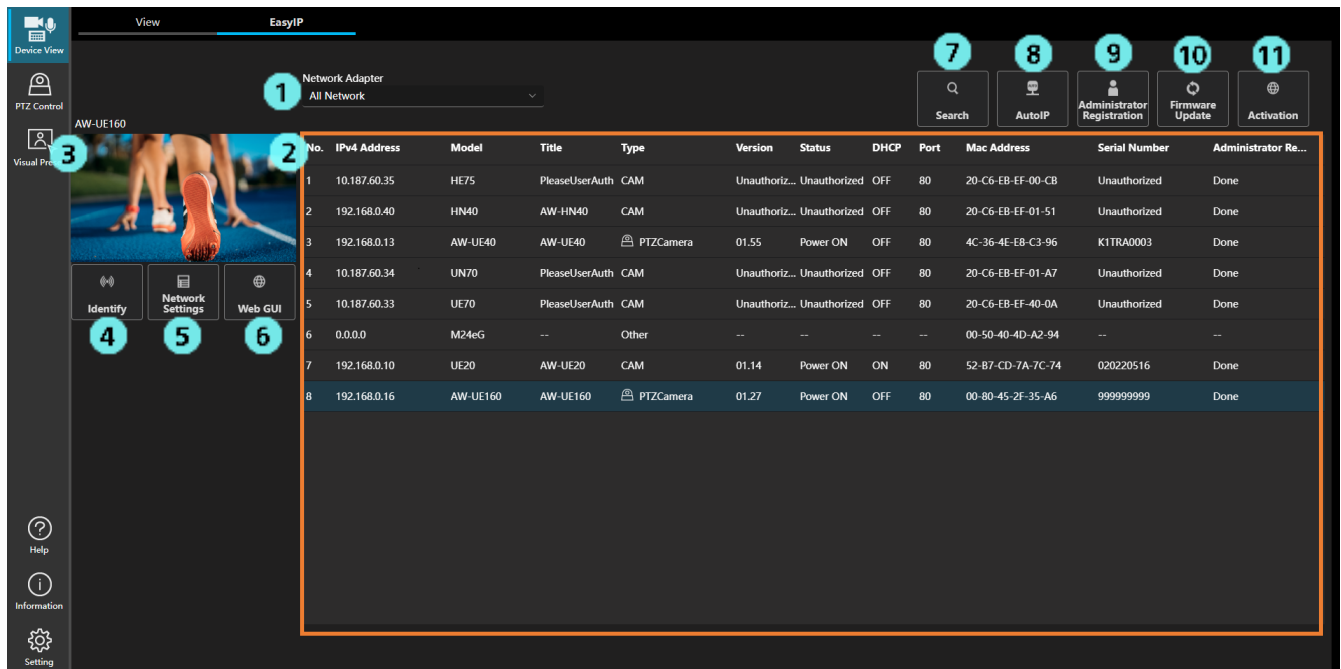 View EasyIP
Device View
PTZ Control
Visual Pre
3
AW-UE160
Network Adapter
1 All Network
7 8 9 10 11
Search AutoIP Administrator Registration Firmware Update Activation
4 Identify
5 Network Settings
6 Web GUI
2
No. IPv4 Address Model Title Type Version Status DHCP Port Mac Address Serial Number Administrator Re...
1 10.187.60.35 HE75 PleaseUserAuth CAM Unauthoriz... Unauthorized OFF 80 20-C6-EB-EF-00-CB Unauthorized Done
2 192.168.0.40 HN40 AW-HN40 CAM Unauthoriz... Unauthorized OFF 80 20-C6-EB-EF-01-51 Unauthorized Done
3 192.168.0.13 AW-UE40 AW-UE40 PTZCamera 01.55 Power ON OFF 80 4C-36-4E-E8-C3-96 K1TRA0003 Done
4 10.187.60.34 UN70 PleaseUserAuth CAM Unauthoriz... Unauthorized OFF 80 20-C6-EB-EF-01-A7 Unauthorized Done
5 10.187.60.33 UE70 PleaseUserAuth CAM Unauthoriz... Unauthorized OFF 80 20-C6-EB-EF-40-0A Unauthorized Done
6 0.0.0.0 M24eG -- Other -- -- -- -- 00-50-40-4D-A2-94 -- --
7 192.168.0.10 UE20 AW-UE20 CAM 01.14 Power ON ON 80 52-B7-CD-7A-7C-74 020220516 Done
8 192.168.0.16 AW-UE160 AW-UE160 PTZCamera 01.27 Power ON OFF 80 00-80-45-2F-35-A6 999999999 Done
Help
Information
Setting